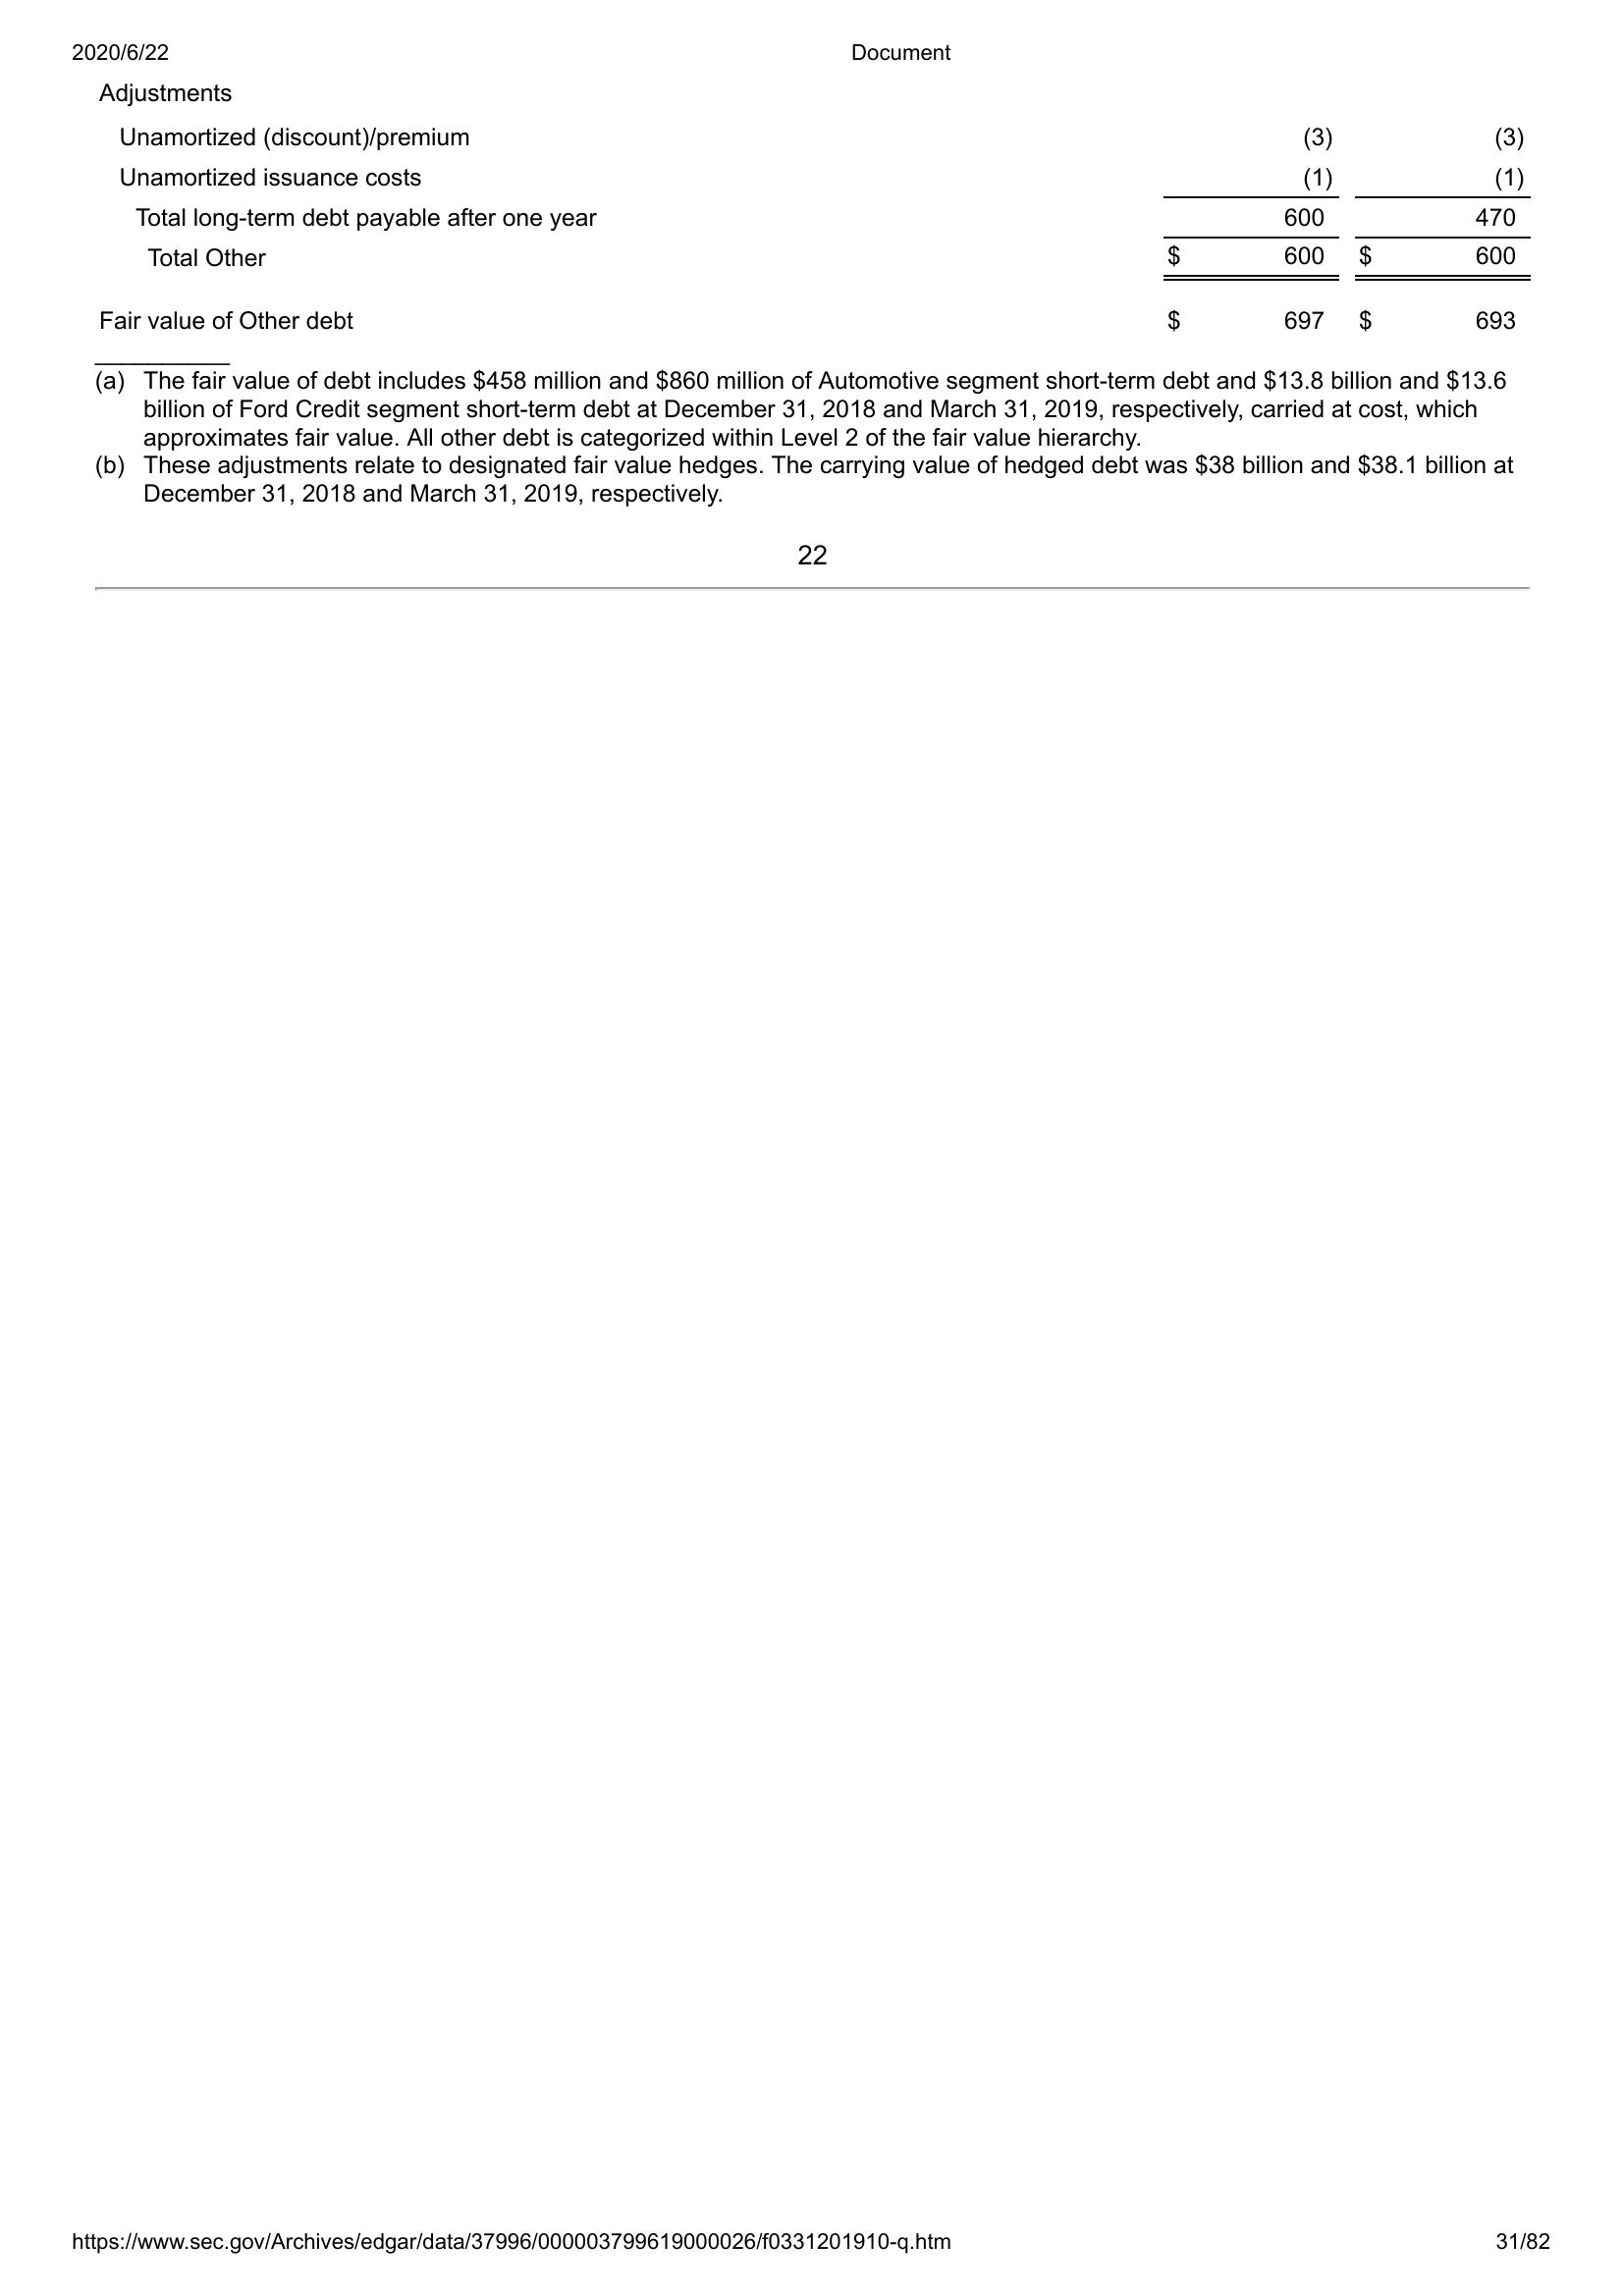 2020/6/22 Document
Adjustments
Unamortized (discount)/premium (3) (3)
Unamortized issuance costs (1) (1)
Total long-term debt payable after one year 600 470
Total Other $ 600 $ 600
Fair value of Other debt $ 697 $ 693
__________
(a) The fair value of debt includes $458 million and $860 million of Automotive segment short-term debt and $13.8 billion and $13.6
billion of Ford Credit segment short-term debt at December 31, 2018 and March 31, 2019, respectively, carried at cost, which
approximates fair value. All other debt is categorized within Level 2 of the fair value hierarchy.
(b) These adjustments relate to designated fair value hedges. The carrying value of hedged debt was $38 billion and $38.1 billion at
December 31, 2018 and March 31, 2019, respectively.
22
https://www.sec.gov/Archives/edgar/data/37996/000003799619000026/f0331201910-q.htm 31/82